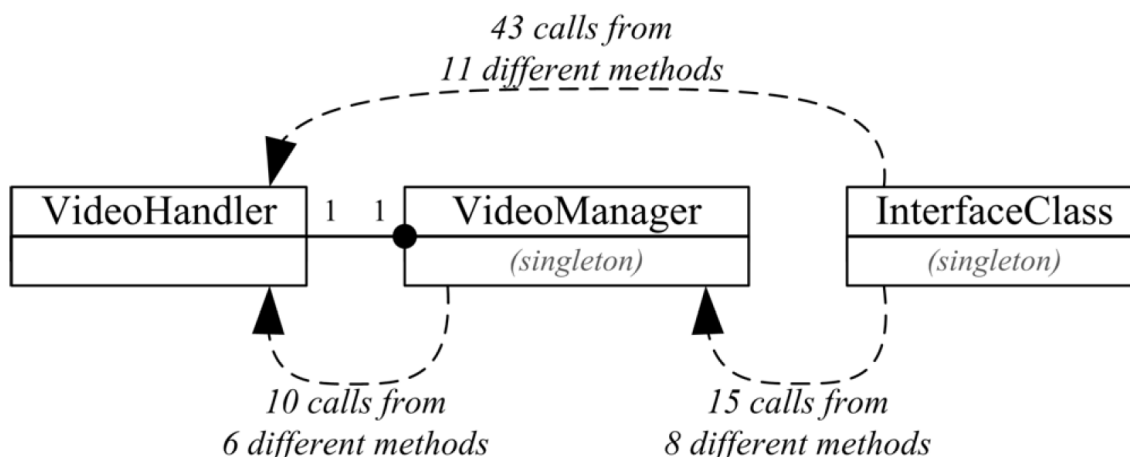 43 calls from
11 different methods
VideoHandler
1
1
VideoManager
InterfaceClass
(singleton)
(singleton)
10 calls from
6 different methods
15 calls from
8 different methods